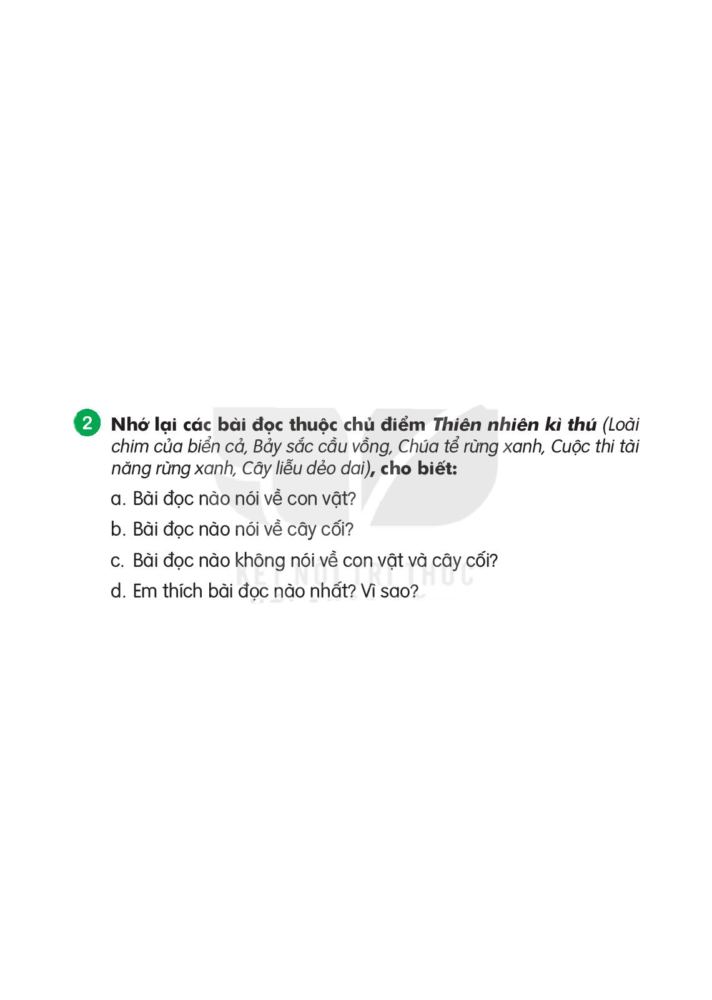 2 Nhớ lại các bài đọc thuộc chủ điểm Thiên nhiên kì thú (Loài
chim của biển cả, Bảy sắc cầu vồng, Chúa tể rừng xanh, Cuộc thi tài
năng rừng xanh, Cây liễu dẻo dai), cho biết:
a. Bài đọc nào nói về con vật?
b. Bài đọc nào nói về cây cối?
c. Bài đọc nào không nói về con vật và cây cối?
KẾT NỐI TRI THỨC
d. Em thích bài đọc nào nhất? Vì sao?